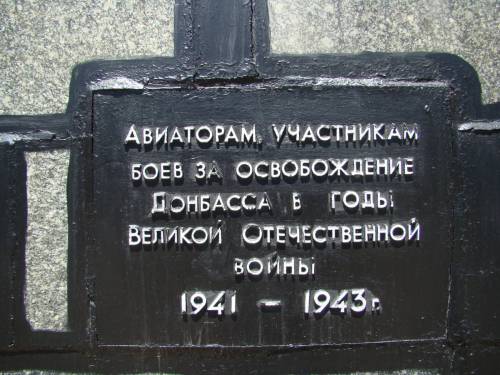 Авиаторам, участникам
боев за освобождение
Донбасса в годы
Великой Отечественной
войны
1941 – 1943 г.